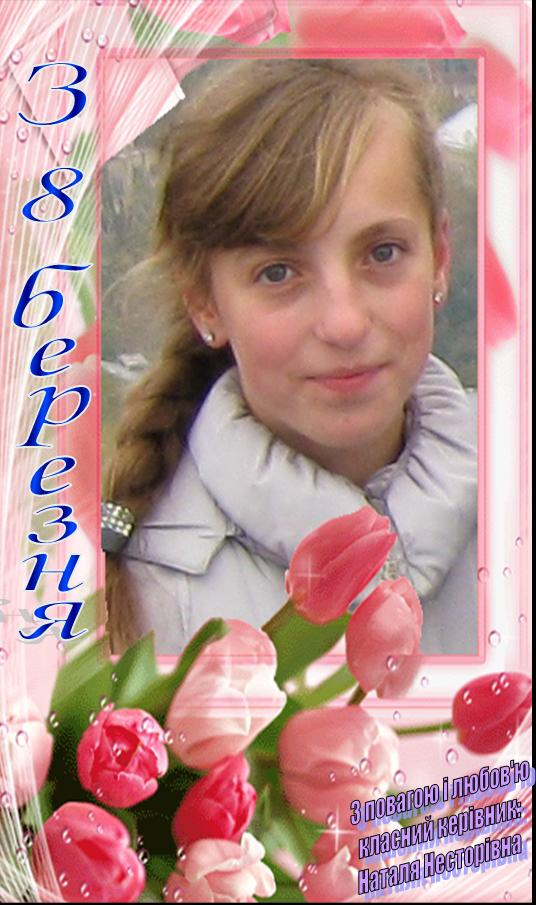 З 8 березня
З повагою і любов'ю
класний керівник:
Наталя Несторівна